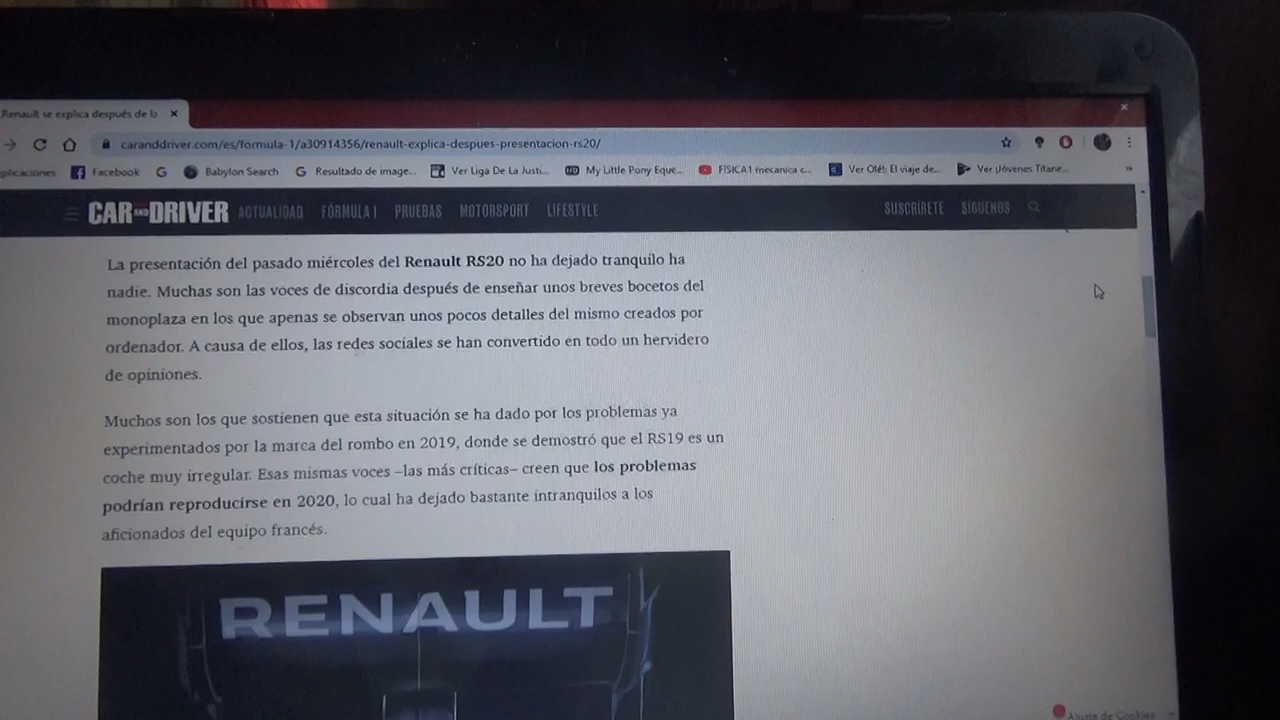 Renault se explica después de la
caranddriver.com/es/formula-1/a30914356/renault-explica-despues-presentacion-rs20/
plicaciones Facebook G Babylon Search Resultado de image... Ver Liga De La Justi... My Little Pony Eque... FÍSICA1 mecanica c... Ver Olé!: El viaje de... Ver ¡Jóvenes Titane... »
CAR AND DRIVER ACTUALIDAD FÓRMULA 1 PRUEBAS MOTORSPORT LIFESTYLE SUSCRÍBETE SÍGUENOS
La presentación del pasado miércoles del Renault RS20 no ha dejado tranquilo ha
nadie. Muchas son las voces de discordia después de enseñar unos breves bocetos del
monoplaza en los que apenas se observan unos pocos detalles del mismo creados por
ordenador. A causa de ellos, las redes sociales se han convertido en todo un hervidero
de opiniones.
Muchos son los que sostienen que esta situación se ha dado por los problemas ya
experimentados por la marca del rombo en 2019, donde se demostró que el RS19 es un
coche muy irregular. Esas mismas voces –las más críticas– creen que los problemas
podrían reproducirse en 2020, lo cual ha dejado bastante intranquilos a los
aficionados del equipo francés.
RENAULT
Ajuste de Cookies